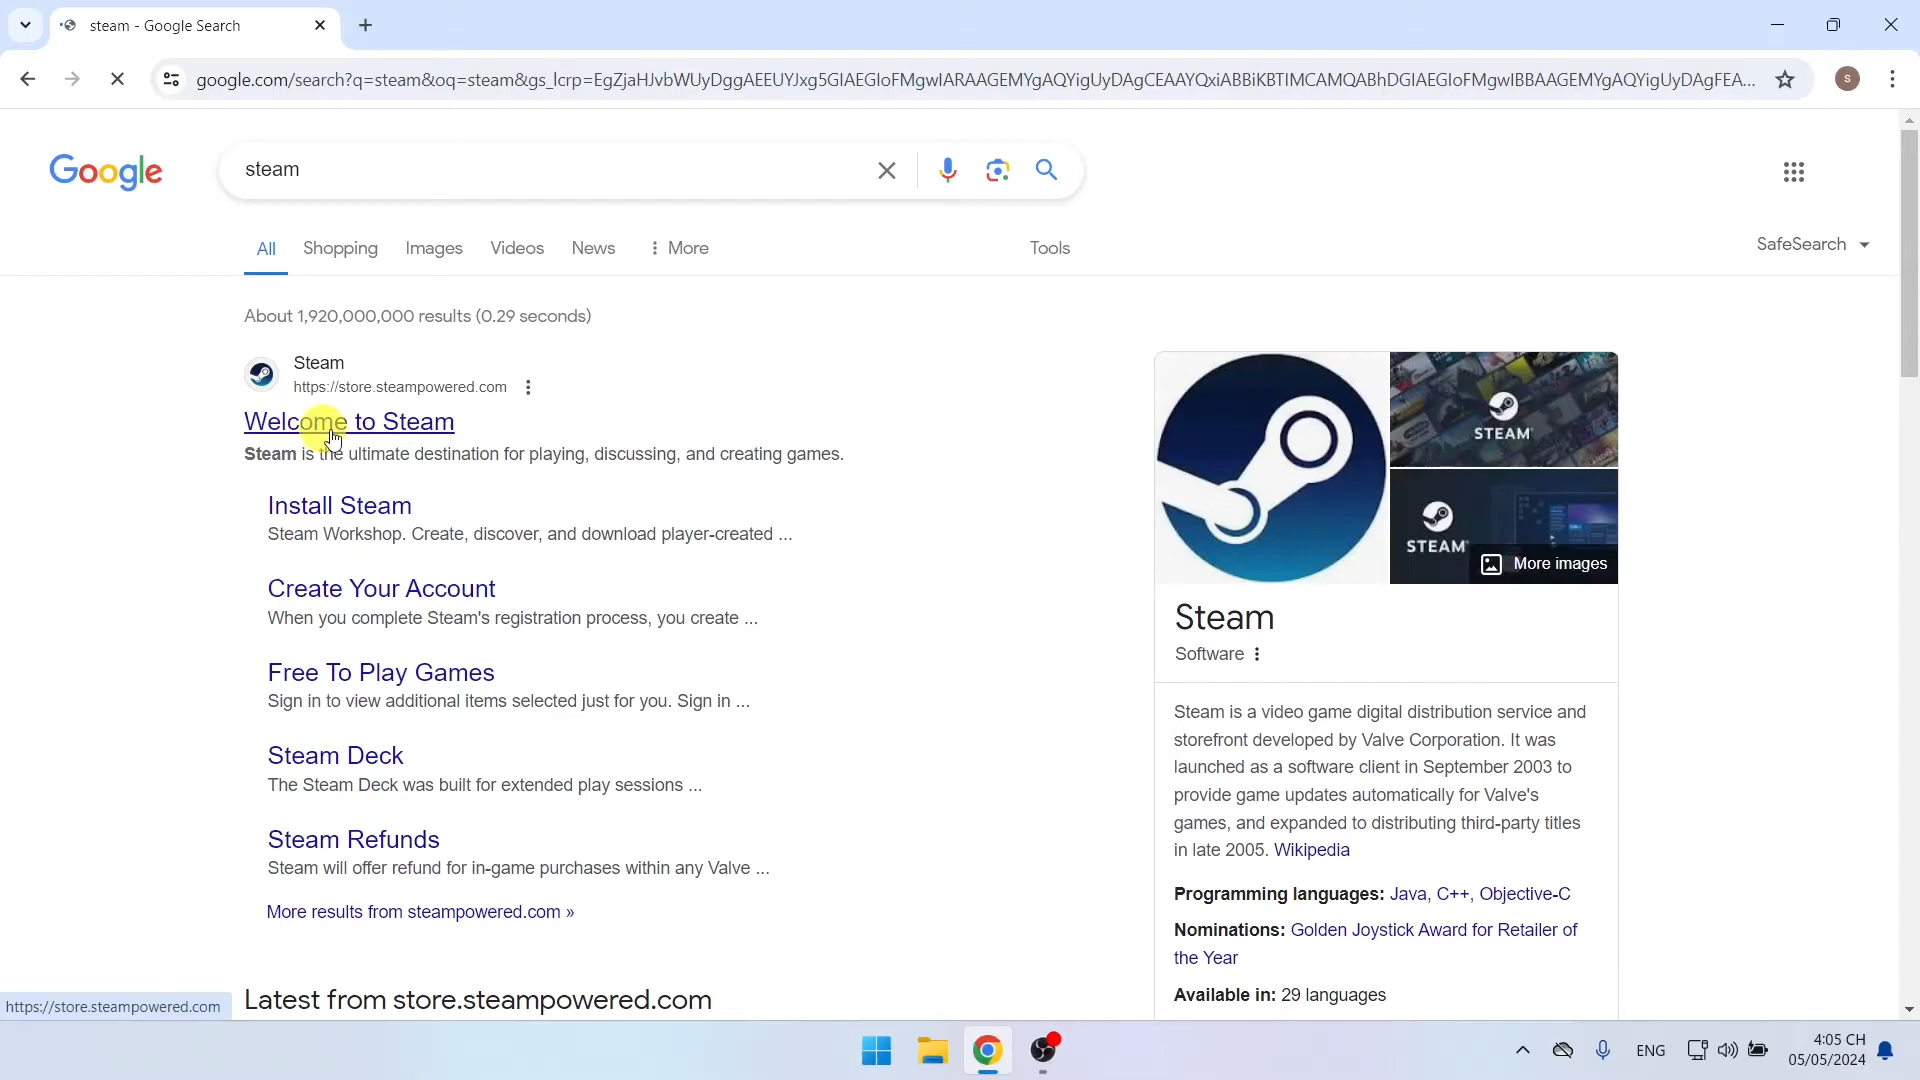 steam - Google Search
google.com/search?q=steam&oq=steam&gs_lcrp=EgZjaHJvbWUyDggAEEUYJxg5GIAEGIoFMgwIARAAGEMYgAQYigUyDAgCEAAYQxiABBiKBTIMCAMQABhDGIAEGIoFMgwIBBAAGEMYgAQYigUyDAgFEA...
S
Google
steam
All
Shopping
Images
Videos
News
More
Tools
SafeSearch
About 1,920,000,000 results (0.29 seconds)
Steam
https://store.steampowered.com
Welcome to Steam
Steam is the ultimate destination for playing, discussing, and creating games.
Install Steam
Steam Workshop. Create, discover, and download player-created ...
Create Your Account
When you complete Steam's registration process, you create ...
Free To Play Games
Sign in to view additional items selected just for you. Sign in ...
Steam Deck
The Steam Deck was built for extended play sessions ...
Steam Refunds
Steam will offer refund for in-game purchases within any Valve ...
More results from steampowered.com »
Latest from store.steampowered.com
STEAM
STEAM
More images
Steam
Software
Steam is a video game digital distribution service and
storefront developed by Valve Corporation. It was
launched as a software client in September 2003 to
provide game updates automatically for Valve's
games, and expanded to distributing third-party titles
in late 2005. Wikipedia
Programming languages: Java, C++, Objective-C
Nominations: Golden Joystick Award for Retailer of
the Year
Available in: 29 languages
https://store.steampowered.com
ENG
4:05 CH
05/05/2024